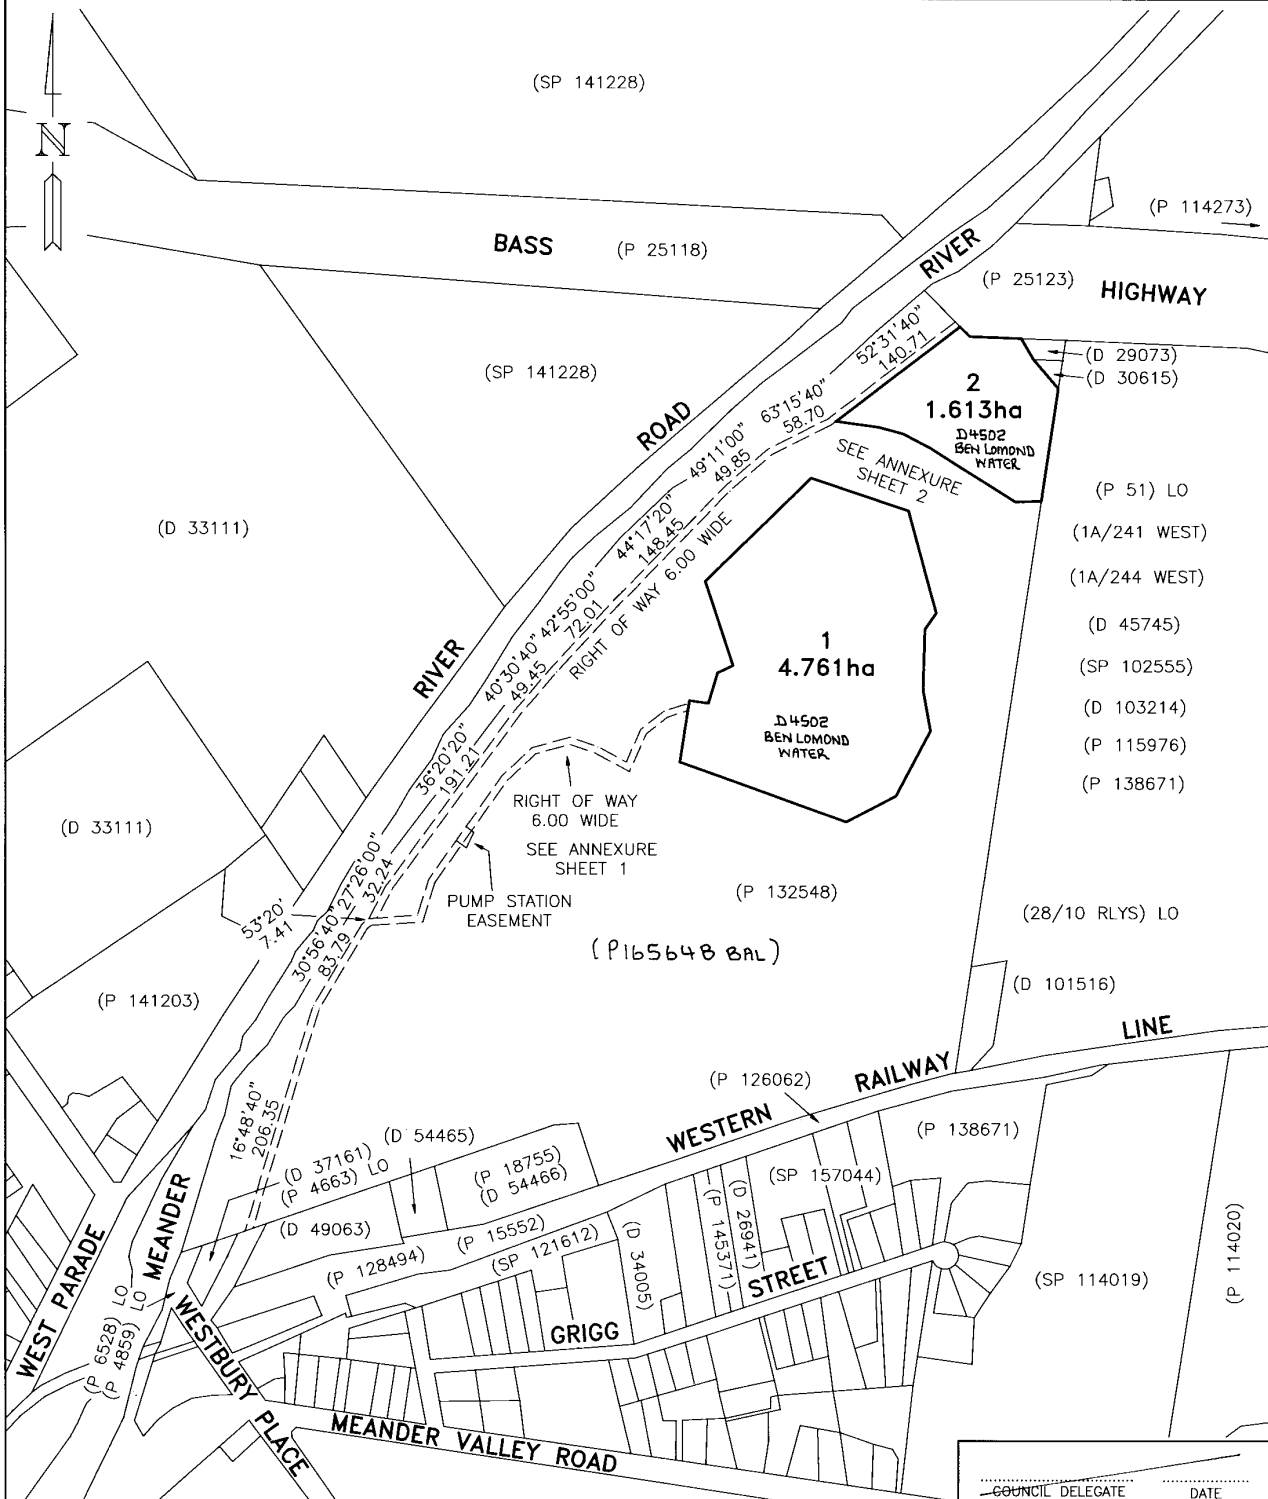 (SP 141228)
N
(P 114273)
BASS
(P 25118)
RIVER
(P 25123)
HIGHWAY
52°31'40"
140.71
(D 29073)
(D 30615)
(SP 141228)
2
1.613ha
D4502
BEN LOMOND
WATER
63°15'40"
58.70
ROAD
49°11'00"
49.85
SEE ANNEXURE
SHEET 2
(P 51) LO
(D 33111)
(1A/241 WEST)
44°17'20"
148.45
(1A/244 WEST)
RIGHT OF WAY 6.00 WIDE
42°55'00"
72.01
(D 45745)
1
4.761ha
RIVER
40°30'40"
49.45
(SP 102555)
(D 103214)
D4502
BEN LOMOND
WATER
(P 115976)
36°20'20"
191.21
(P 138671)
RIGHT OF WAY
6.00 WIDE
(D 33111)
SEE ANNEXURE
SHEET 1
27°26'00"
32.24
PUMP STATION
EASEMENT
(P 132548)
(28/10 RLYS) LO
53°20'
7.41
30°56'40"
83.79
(P165648 BAL)
(D 101516)
(P 141203)
LINE
RAILWAY
(P 126062)
WESTERN
16°48'40"
206.35
(D 54465)
(P 138671)
(D 37161)
(P 4663) LO
(P 18755)
(D 54466)
(SP 157044)
MEANDER
(D 49063)
(P 15552)
(D 34005)
(P 145371)
(D 26941)
(P 128494)
(SP 121612)
STREET
(SP 114019)
(P 114020)
WEST PARADE
(P 6528) LO
(P 4859) LO
WESTBURY PLACE
GRIGG
MEANDER VALLEY ROAD
COUNCIL DELEGATE
DATE